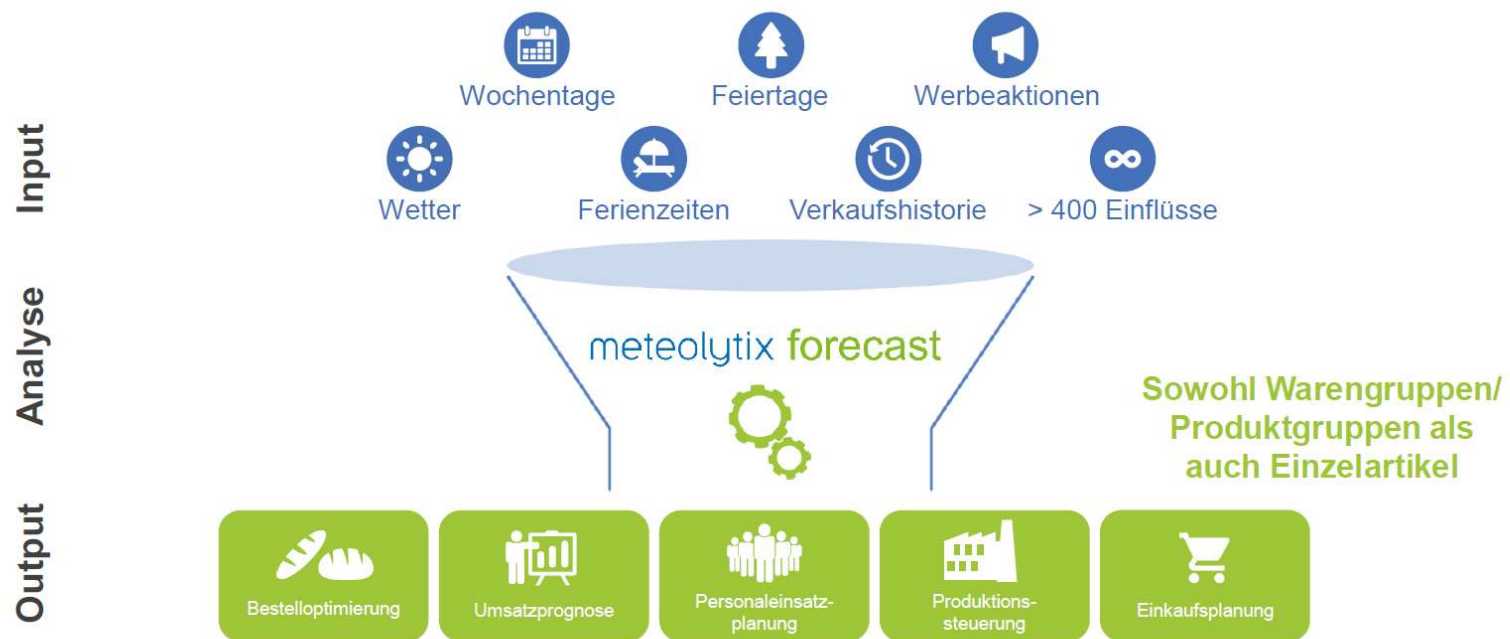 Input
Wochentage
Feiertage
Werbeaktionen
Wetter
Ferienzeiten
Verkaufshistorie
> 400 Einflüsse
Analyse
meteolytix forecast
Sowohl Warengruppen/
Produktgruppen als
auch Einzelartikel
Output
Bestelloptimierung
Umsatzprognose
Personaleinsatz-
planung
Produktions-
steuerung
Einkaufsplanung